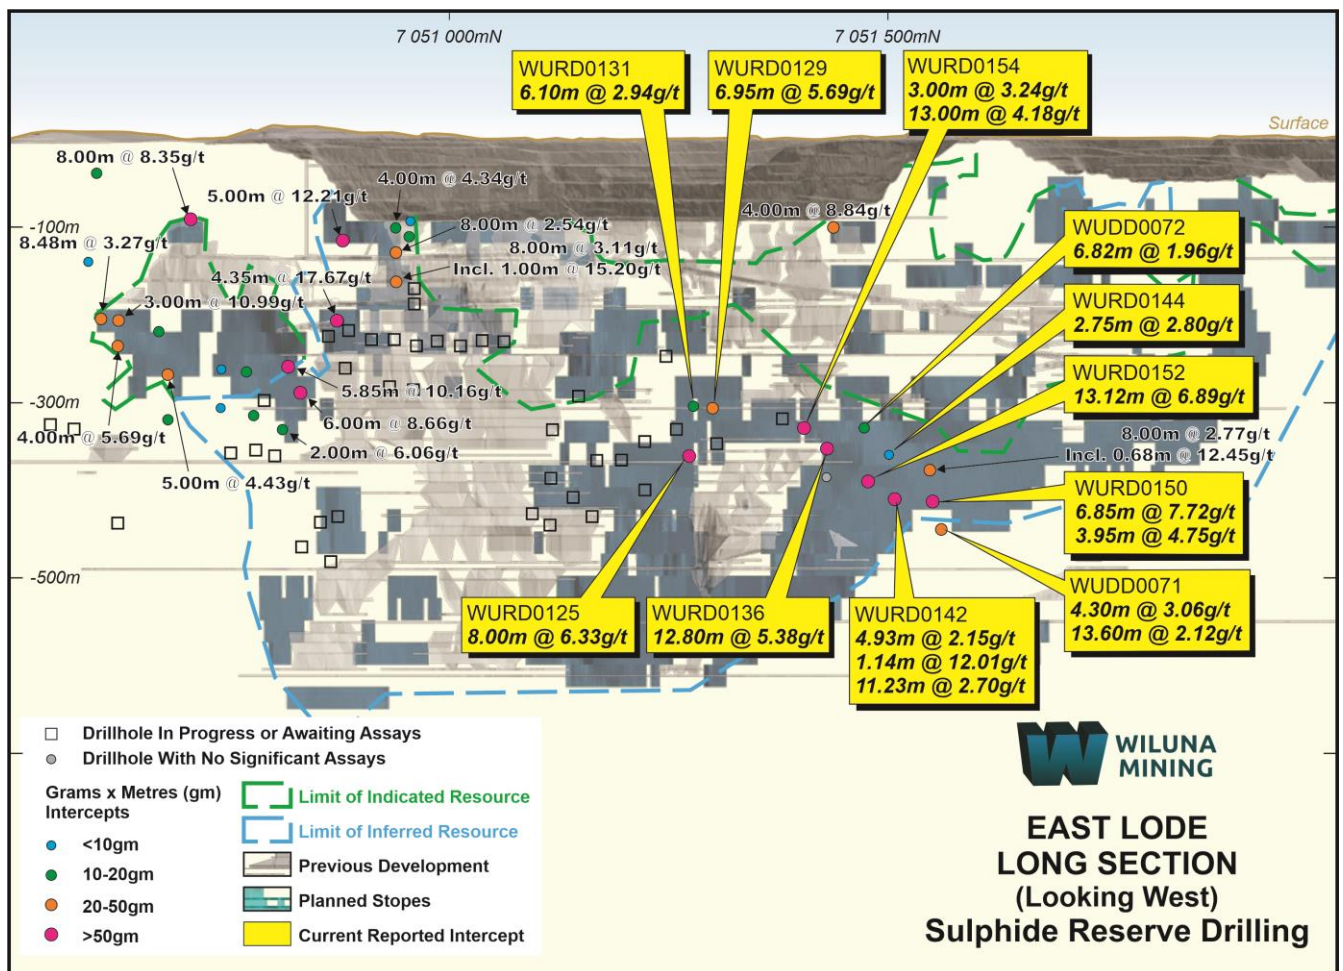 7 051 000mN
7 051 500mN
WURD0131
6.10m @ 2.94g/t
WURD0129
6.95m @ 5.69g/t
WURD0154
3.00m @ 3.24g/t
13.00m @ 4.18g/t
Surface
8.00m @ 8.35g/t
5.00m @ 12.21g/t
4.00m @ 4.34g/t
4.00m @ 8.84g/t
-100m
8.48m @ 3.27g/t
8.00m @ 2.54g/t
8.00m @ 3.11g/t
Incl. 1.00m @ 15.20g/t
4.35m @ 17.67g/t
3.00m @ 10.99g/t
WUDD0072
6.82m @ 1.96g/t
WURD0144
2.75m @ 2.80g/t
WURD0152
13.12m @ 6.89g/t
-300m
5.85m @ 10.16g/t
6.00m @ 8.66g/t
4.00m @ 5.69g/t
2.00m @ 6.06g/t
5.00m @ 4.43g/t
8.00m @ 2.77g/t
Incl. 0.68m @ 12.45g/t
WURD0150
6.85m @ 7.72g/t
3.95m @ 4.75g/t
-500m
WURD0125
8.00m @ 6.33g/t
WURD0136
12.80m @ 5.38g/t
WURD0142
4.93m @ 2.15g/t
1.14m @ 12.01g/t
11.23m @ 2.70g/t
WUDD0071
4.30m @ 3.06g/t
13.60m @ 2.12g/t
Drillhole In Progress or Awaiting Assays
Drillhole With No Significant Assays
Grams x Metres (gm)
Intercepts
<10gm
10-20gm
20-50gm
>50gm
Limit of Indicated Resource
Limit of Inferred Resource
Previous Development
Planned Stopes
Current Reported Intercept
WILUNA
MINING
EAST LODE
LONG SECTION
(Looking West)
Sulphide Reserve Drilling